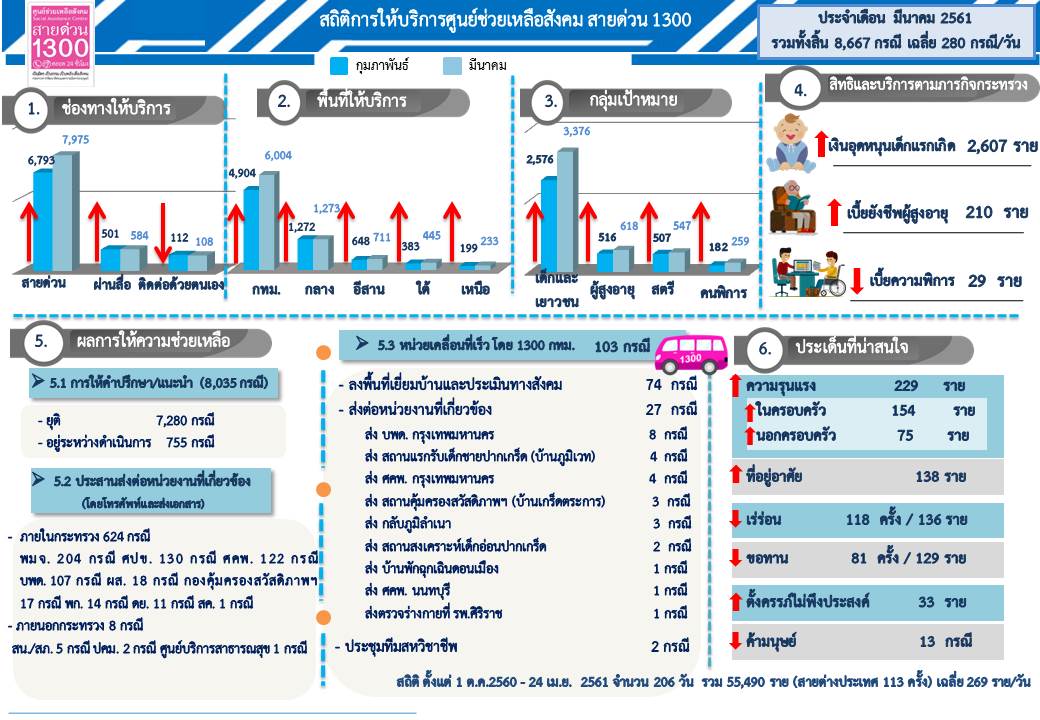 ศูนย์ช่วยเหลือสังคม
Social Assistance Center
สายด่วน
1300
ตลอด 24 ชั่วโมง
สถิติการให้บริการศูนย์ช่วยเหลือสังคม สายด่วน 1300
ประจำเดือน มีนาคม 2561
รวมทั้งสิ้น 8,667 กรณี เฉลี่ย 280 กรณี/วัน
กุมภาพันธ์
มีนาคม
1.
ช่องทางให้บริการ
6,793
7,975
501
584
112
108
สายด่วน
ผ่านสื่อ
ติดต่อด้วยตนเอง
2.
พื้นที่ให้บริการ
4,904
6,004
1,272
1,273
648
711
383
445
199
233
กทม.
กลาง
อีสาน
ใต้
เหนือ
3.
กลุ่มเป้าหมาย
2,576
3,376
516
618
507
547
182
259
เด็กและ
เยาวชน
ผู้สูงอายุ
สตรี
คนพิการ
4.
สิทธิและบริการตามภารกิจกระทรวง
เงินอุดหนุนเด็กแรกเกิด 2,607 ราย
เบี้ยยังชีพผู้สูงอายุ 210 ราย
เบี้ยความพิการ 29 ราย
5.
ผลการให้ความช่วยเหลือ
5.1 การให้คำปรึกษา/แนะนำ (8,035 กรณี)
- ยุติ 7,280 กรณี
- อยู่ระหว่างดำเนินการ 755 กรณี
5.2 ประสานส่งต่อหน่วยงานที่เกี่ยวข้อง
(โดยโทรศัพท์และส่งเอกสาร)
- ภายในกระทรวง 624 กรณี
พมจ. 204 กรณี ศปข. 130 กรณี ศคพ. 122 กรณี
บพด. 107 กรณี ผส. 18 กรณี กองคุ้มครองสวัสดิภาพฯ
17 กรณี พก. 14 กรณี ดย. 11 กรณี สค. 1 กรณี
- ภายนอกกระทรวง 8 กรณี
สน./สภ. 5 กรณี ปคม. 2 กรณี ศูนย์บริการสาธารณสุข 1 กรณี
5.3 หน่วยเคลื่อนที่เร็ว โดย 1300 กทม. 103 กรณี
1300
- ลงพื้นที่เยี่ยมบ้านและประเมินทางสังคม 74 กรณี
- ส่งต่อหน่วยงานที่เกี่ยวข้อง 27 กรณี
ส่ง บพด. กรุงเทพมหานคร 8 กรณี
ส่ง สถานแรกรับเด็กชายปากเกร็ด (บ้านภูมิเวท) 4 กรณี
ส่ง ศคพ. กรุงเทพมหานคร 4 กรณี
ส่ง สถานคุ้มครองสวัสดิภาพฯ (บ้านเกร็ดตระการ) 3 กรณี
ส่ง กลับภูมิลำเนา 3 กรณี
ส่ง สถานสงเคราะห์เด็กอ่อนปากเกร็ด 2 กรณี
ส่ง บ้านพักฉุกเฉินดอนเมือง 1 กรณี
ส่ง ศคพ. นนทบุรี 1 กรณี
ส่งตรวจร่างกายที่ รพ.ศิริราช 1 กรณี
- ประชุมทีมสหวิชาชีพ 2 กรณี
6.
ประเด็นที่น่าสนใจ
ความรุนแรง 229 ราย
ในครอบครัว 154 ราย
นอกครอบครัว 75 ราย
ที่อยู่อาศัย 138 ราย
เร่ร่อน 118 ครั้ง / 136 ราย
ขอทาน 81 ครั้ง / 129 ราย
ตั้งครรภ์ไม่พึงประสงค์ 33 ราย
ค้ามนุษย์ 13 กรณี
สถิติ ตั้งแต่ 1 ต.ค.2560 - 24 เม.ย. 2561 จำนวน 206 วัน รวม 55,490 ราย (สายต่างประเทศ 113 ครั้ง) เฉลี่ย 269 ราย/วัน